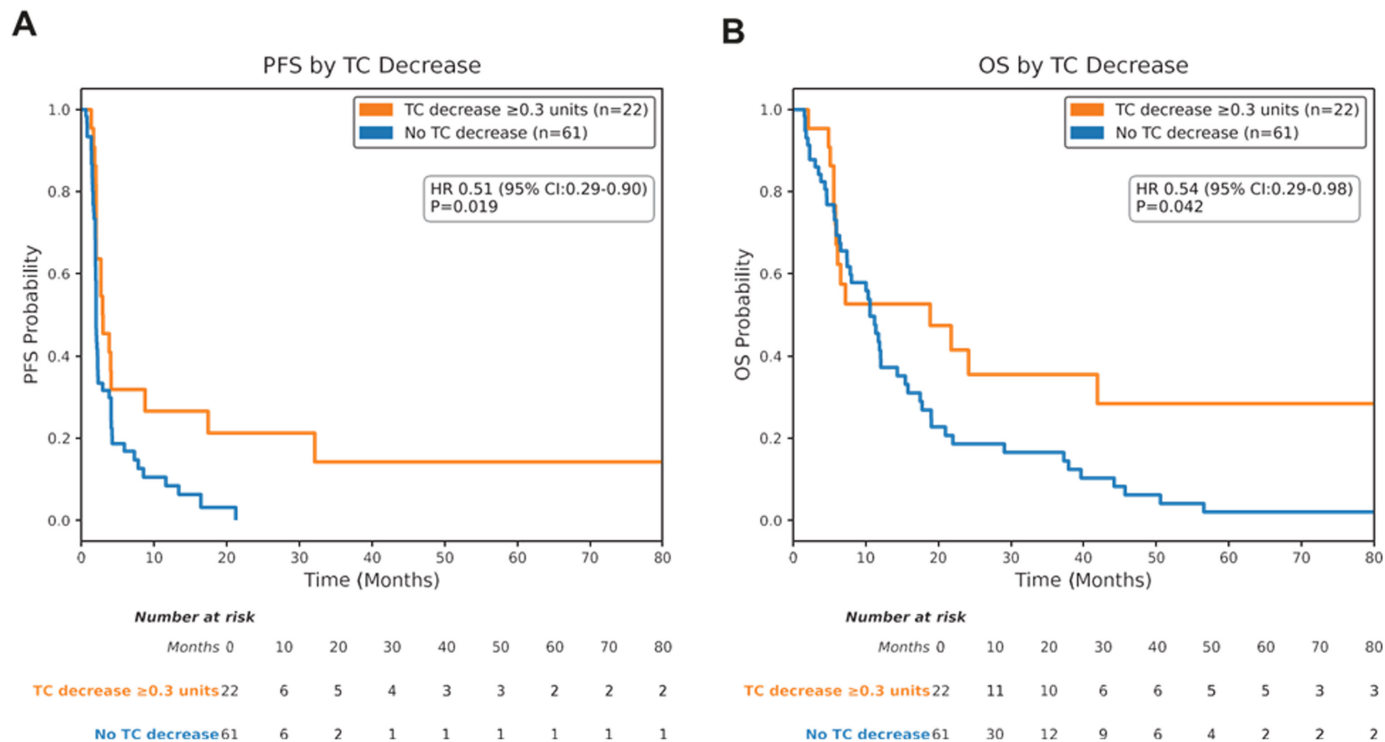 A
PFS by TC Decrease
TC decrease ≥0.3 units (n=22)
No TC decrease (n=61)
HR 0.51 (95% CI:0.29-0.90)
P=0.019
PFS Probability
1.0
0.8
0.6
0.4
0.2
0.0
0 10 20 30 40 50 60 70 80
Time (Months)
Number at risk
Months 0 10 20 30 40 50 60 70 80
TC decrease ≥0.3 units 22 6 5 4 3 3 2 2 2
No TC decrease 61 6 2 1 1 1 1 1 1
B
OS by TC Decrease
TC decrease ≥0.3 units (n=22)
No TC decrease (n=61)
HR 0.54 (95% CI:0.29-0.98)
P=0.042
OS Probability
1.0
0.8
0.6
0.4
0.2
0.0
0 10 20 30 40 50 60 70 80
Time (Months)
Number at risk
Months 0 10 20 30 40 50 60 70 80
TC decrease ≥0.3 units 22 11 10 6 6 5 5 3 3
No TC decrease 61 30 12 9 6 4 2 2 2